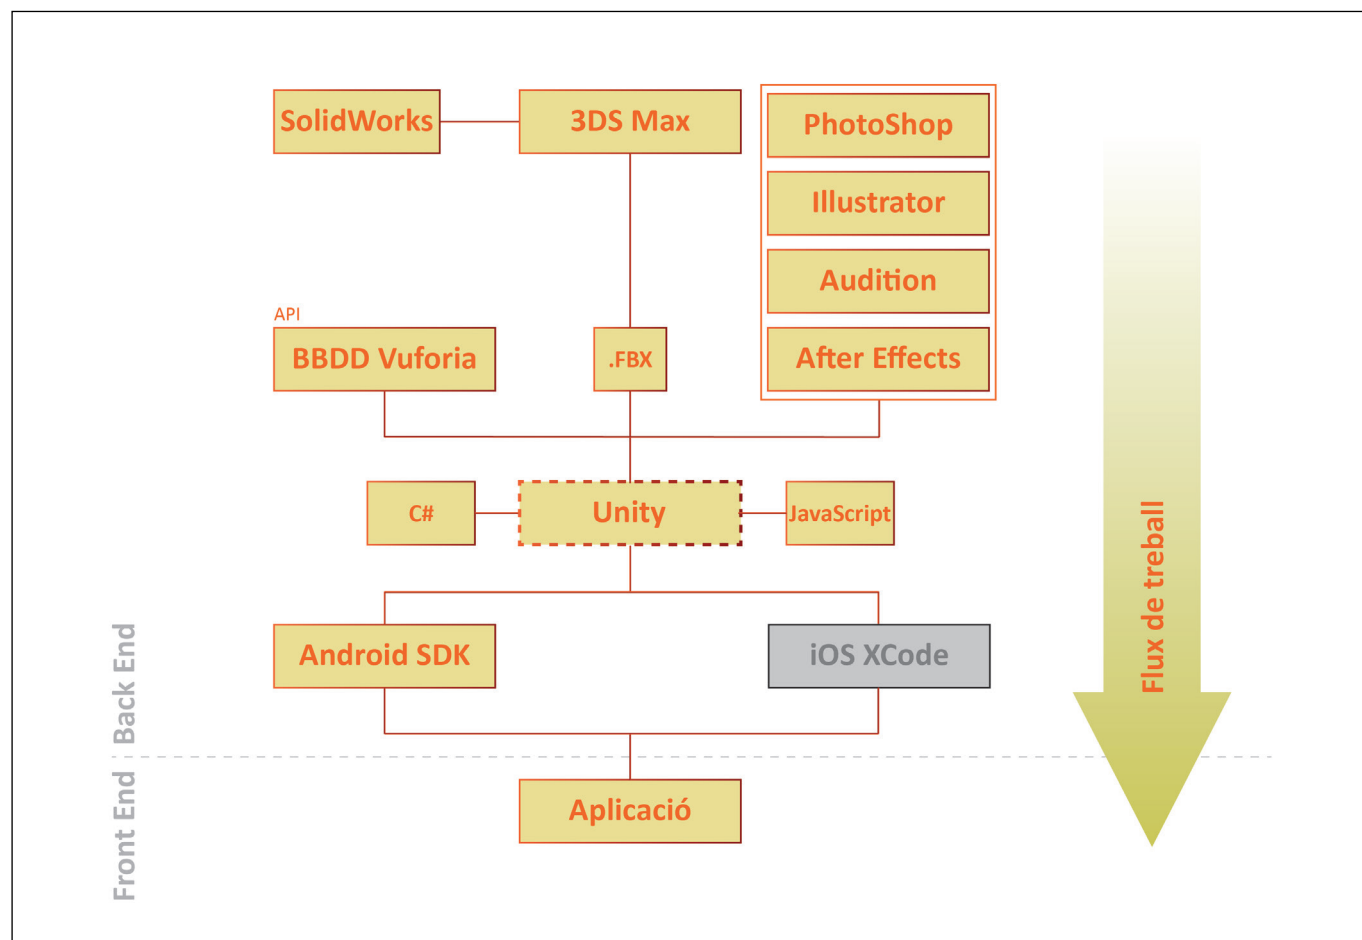 SolidWorks
3DS Max
PhotoShop
Illustrator
Audition
After Effects
API
BBDD Vuforia
.FBX
C#
Unity
JavaScript
Android SDK
iOS XCode
Aplicació
Back End
Front End
Flux de treball